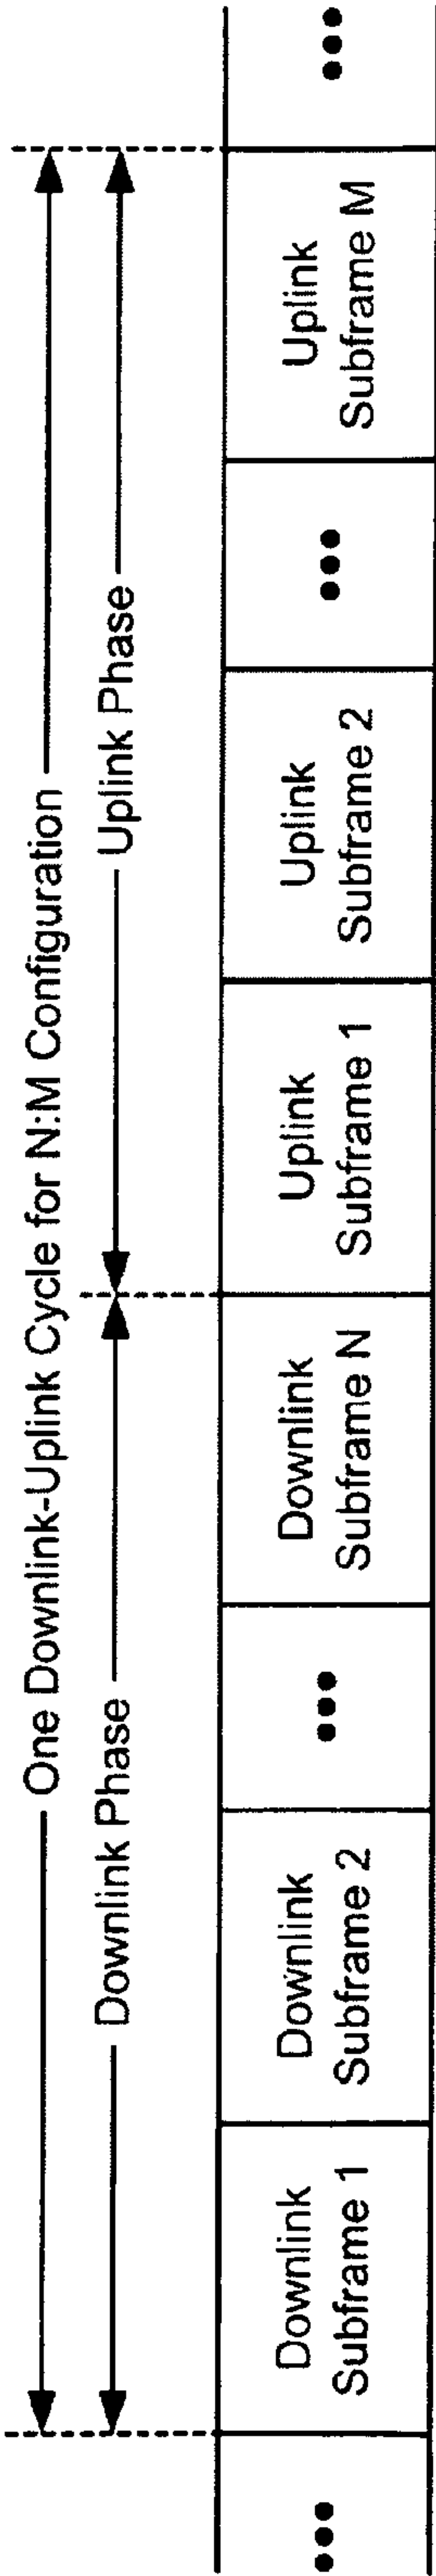 One Downlink-Uplink Cycle for N:M Configuration
Downlink Phase
Uplink Phase
•••
Downlink
Subframe 1
Downlink
Subframe 2
•••
Downlink
Subframe N
Uplink
Subframe 1
Uplink
Subframe 2
•••
Uplink
Subframe M
•••